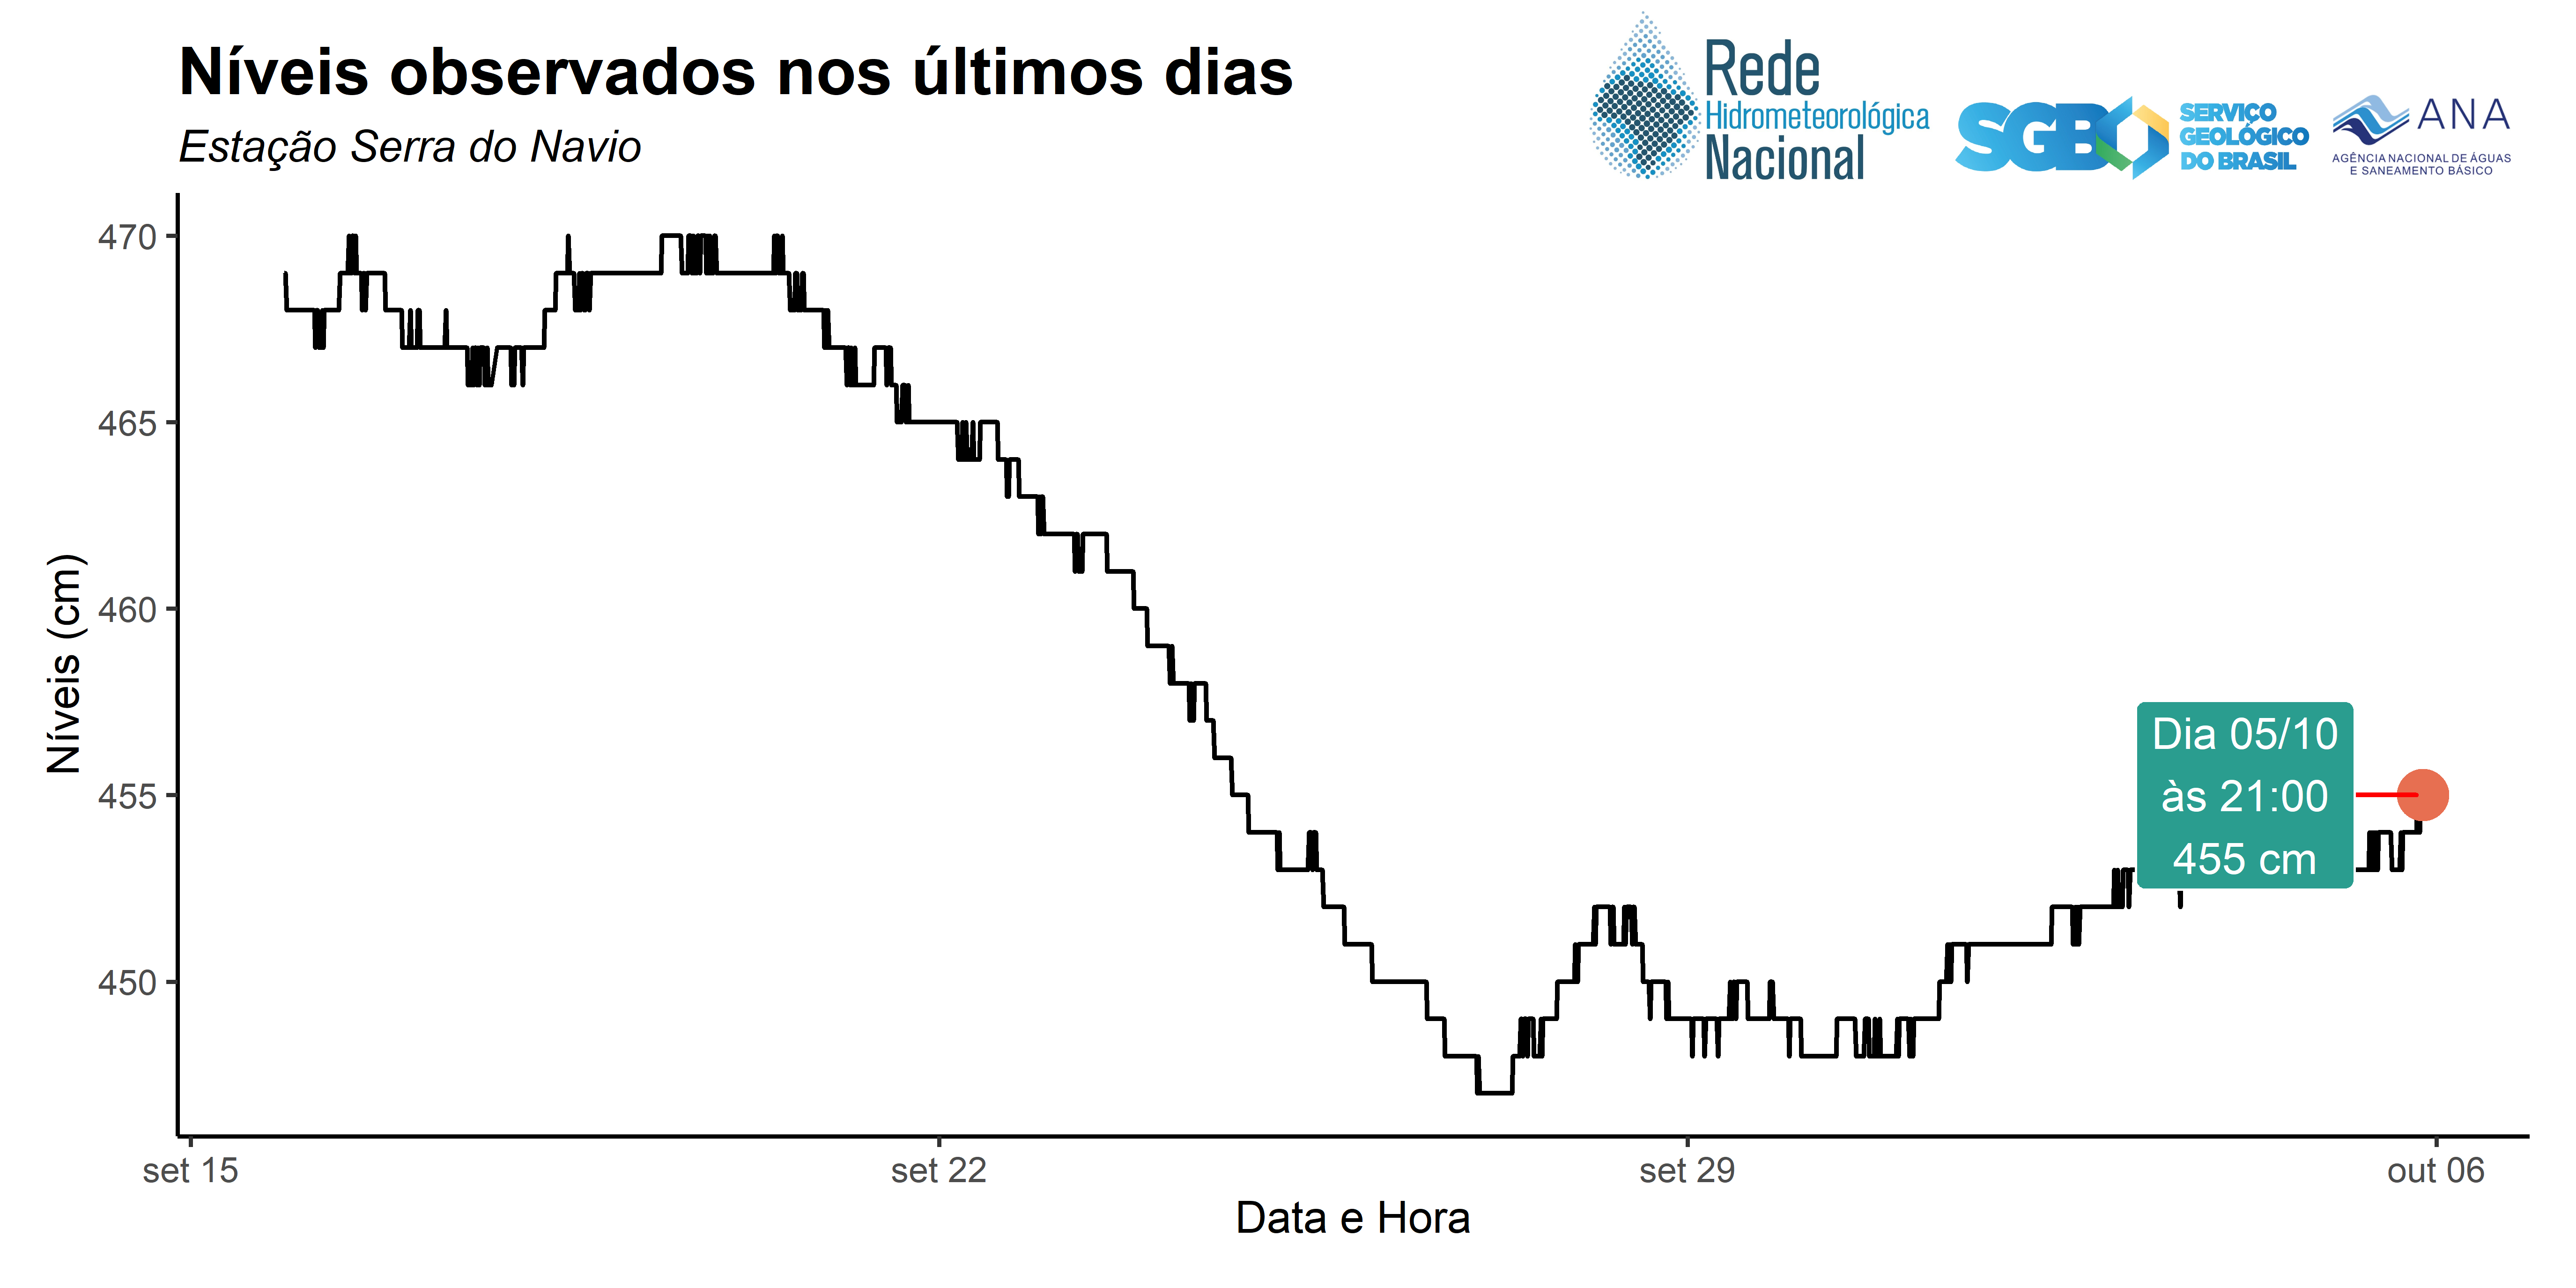 Níveis observados nos últimos dias
Estação Serra do Navio
Rede
Hidrometeorológica
Nacional
SGB
SERVIÇO
GEOLÓGICO
DO BRASIL
ANA
AGÊNCIA NACIONAL DE ÁGUAS
E SANEAMENTO BÁSICO
Níveis (cm)
470
465
460
455
450
Dia 05/10
às 21:00
455 cm
set 15
set 22
set 29
out 06
Data e Hora